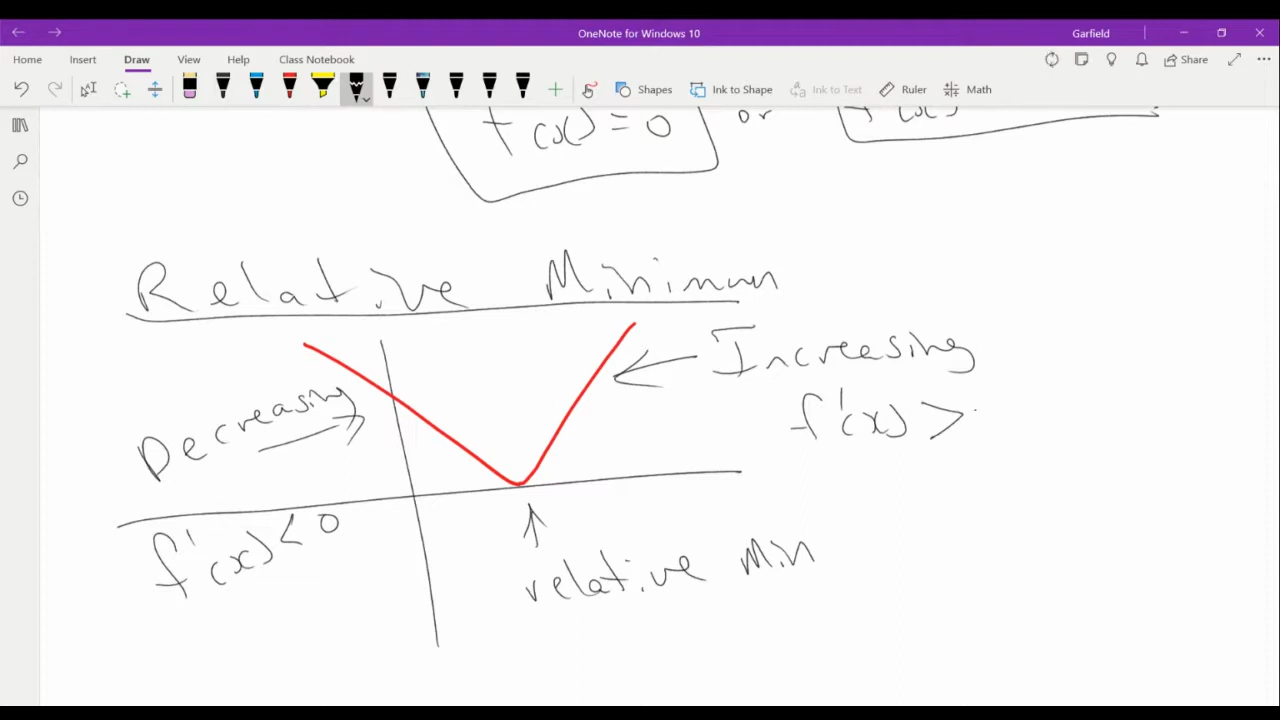 OneNote for Windows 10
Garfield
Home Insert Draw View Help Class Notebook
Share
Shapes Ink to Shape Ink to Text Ruler Math
f(x) = 0 or
Relative Minimum
Increasing
Decreasing
f'(x) >
f'(x) < 0
relative Min